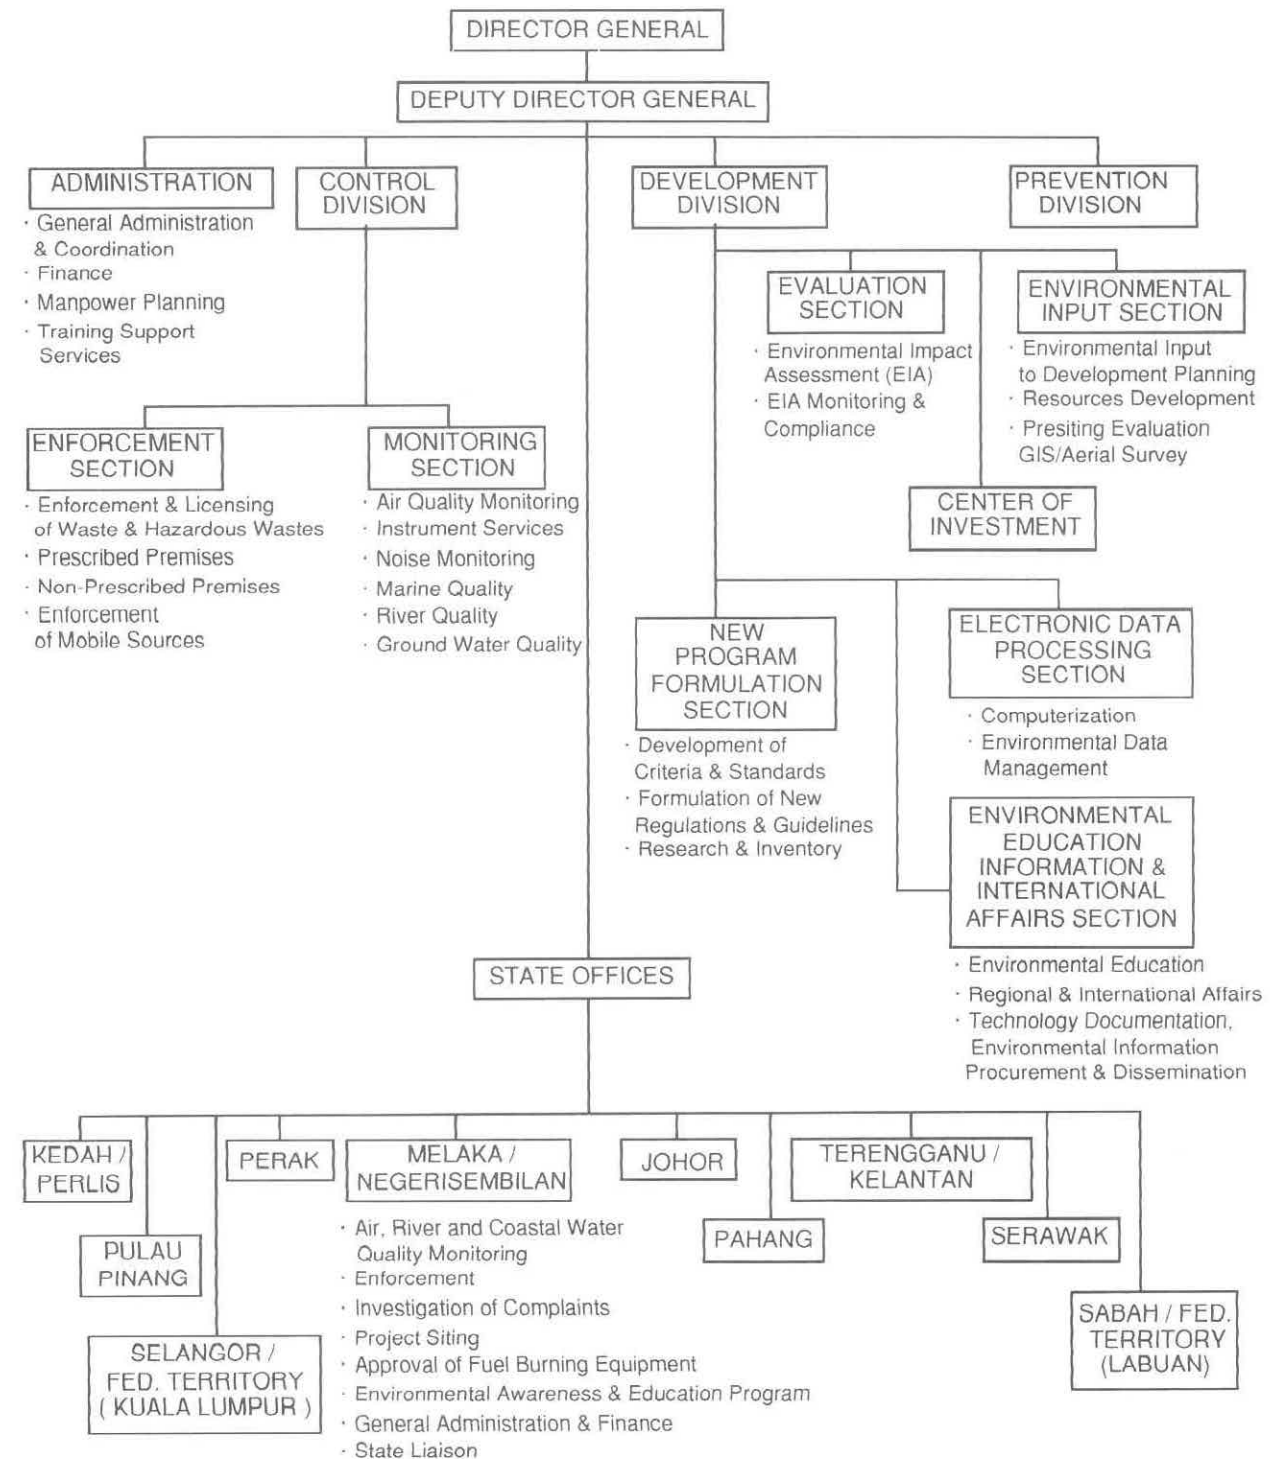 DIRECTOR GENERAL
DEPUTY DIRECTOR GENERAL
ADMINISTRATION
· General Administration
& Coordination
· Finance
· Manpower Planning
· Training Support
Services
CONTROL
DIVISION
DEVELOPMENT
DIVISION
PREVENTION
DIVISION
EVALUATION
SECTION
· Environmental Impact
Assessment (EIA)
· EIA Monitoring &
Compliance
ENVIRONMENTAL
INPUT SECTION
· Environmental Input
to Development Planning
· Resources Development
· Presiting Evaluation
GIS/Aerial Survey
CENTER OF
INVESTMENT
ENFORCEMENT
SECTION
· Enforcement & Licensing
of Waste & Hazardous Wastes
· Prescribed Premises
· Non-Prescribed Premises
· Enforcement
of Mobile Sources
MONITORING
SECTION
· Air Quality Monitoring
· Instrument Services
· Noise Monitoring
· Marine Quality
· River Quality
· Ground Water Quality
NEW
PROGRAM
FORMULATION
SECTION
· Development of
Criteria & Standards
· Formulation of New
Regulations & Guidelines
· Research & Inventory
ELECTRONIC DATA
PROCESSING
SECTION
· Computerization
· Environmental Data
Management
ENVIRONMENTAL
EDUCATION
INFORMATION &
INTERNATIONAL
AFFAIRS SECTION
· Environmental Education
· Regional & International Affairs
· Technology Documentation,
Environmental Information
Procurement & Dissemination
STATE OFFICES
KEDAH /
PERLIS
PULAU
PINANG
SELANGOR /
FED. TERRITORY
( KUALA LUMPUR )
PERAK
MELAKA /
NEGERISEMBILAN
· Air, River and Coastal Water
Quality Monitoring
· Enforcement
· Investigation of Complaints
· Project Siting
· Approval of Fuel Burning Equipment
· Environmental Awareness & Education Program
· General Administration & Finance
· State Liaison
JOHOR
PAHANG
TERENGGANU /
KELANTAN
SERAWAK
SABAH / FED.
TERRITORY
(LABUAN)